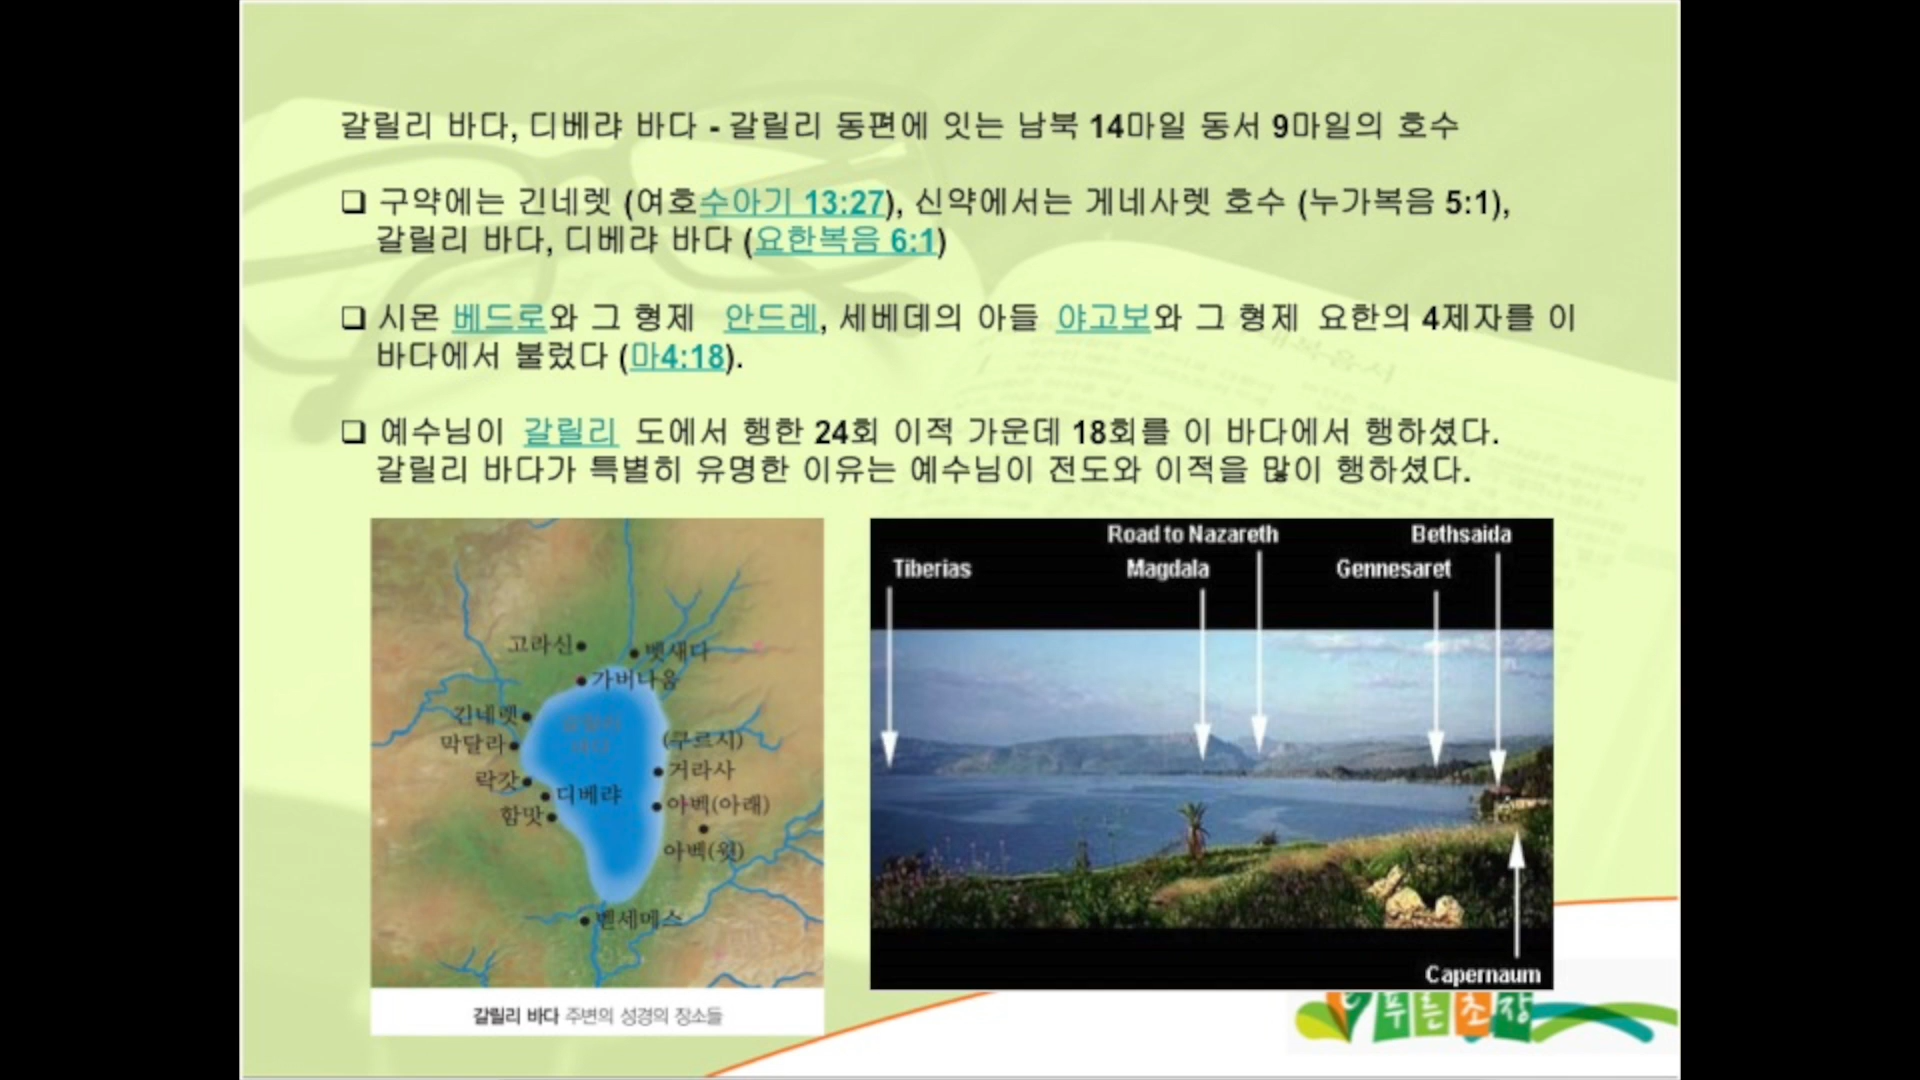 갈릴리 바다, 디베랴 바다 - 갈릴리 동편에 잇는 남북 14마일 동서 9마일의 호수
❑ 구약에는 긴네렛 (여호수아기 13:27), 신약에서는 게네사렛 호수 (누가복음 5:1),
갈릴리 바다, 디베랴 바다 (요한복음 6:1)
❑ 시몬 베드로와 그 형제 안드레, 세베데의 아들 야고보와 그 형제 요한의 4제자를 이
바다에서 불렀다 (마4:18).
❑ 예수님이 갈릴리 도에서 행한 24회 이적 가운데 18회를 이 바다에서 행하셨다.
갈릴리 바다가 특별히 유명한 이유는 예수님이 전도와 이적을 많이 행하셨다.
고라신
벳새다
가버나움
긴네렛
갈릴리
바다
막달라
(쿠르시)
락갓
거라사
디베랴
아벡(아래)
함맛
아벡(윗)
벧세메스
갈릴리 바다 주변의 성경의 장소들
Road to Nazareth
Bethsaida
Tiberias
Magdala
Gennesaret
Capernaum
푸른초장